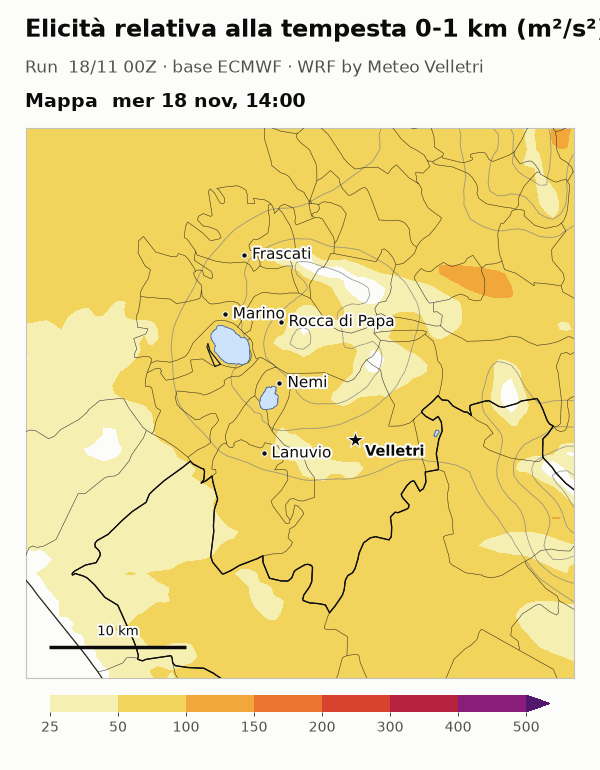 Elicità relativa alla tempesta 0-1 km (m²/s²)
Run 18/11 00Z · base ECMWF · WRF by Meteo Velletri
Mappa mer 18 nov, 14:00
Frascati
Marino
Rocca di Papa
Nemi
Velletri
Lanuvio
10 km
25 50 100 150 200 300 400 500